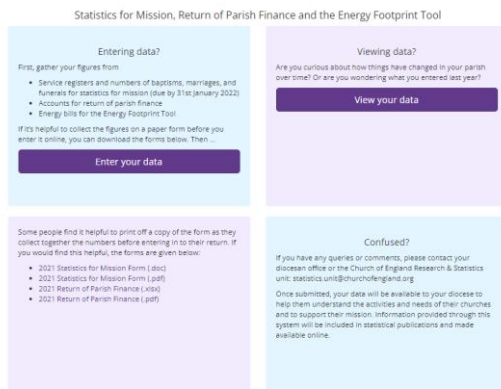 Statistics for Mission, Return of Parish Finance and the Energy Footprint Tool
Entering data?
First, gather your figures from
• Service registers and numbers of baptisms, marriages, and
funerals for statistics for mission (due by 31st January 2022)
• Accounts for return of parish finance
• Energy bills for the Energy Footprint Tool
If it's helpful to collect the figures on a paper form before you
enter it online, you can download the forms below. Then ...
Enter your data
Viewing data?
Are you curious about how things have changed in your parish
over time? Or are you wondering what you entered last year?
View your data
Some people find it helpful to print off a copy of the form as they
collect together the numbers before entering in to their return. If
you would find this helpful, the forms are given below:
• 2021 Statistics for Mission Form (.doc)
• 2021 Statistics for Mission Form (.pdf)
• 2021 Return of Parish Finance (.xlsx)
• 2021 Return of Parish Finance (.pdf)
Confused?
If you have any queries or comments, please contact your
diocesan office or the Church of England Research & Statistics
unit: statistics.unit@churchofengland.org
Once submitted, your data will be available to your diocese to
help them understand the activities and needs of their churches
and to support their mission. Information provided through this
system will be included in statistical publications and made
available online.